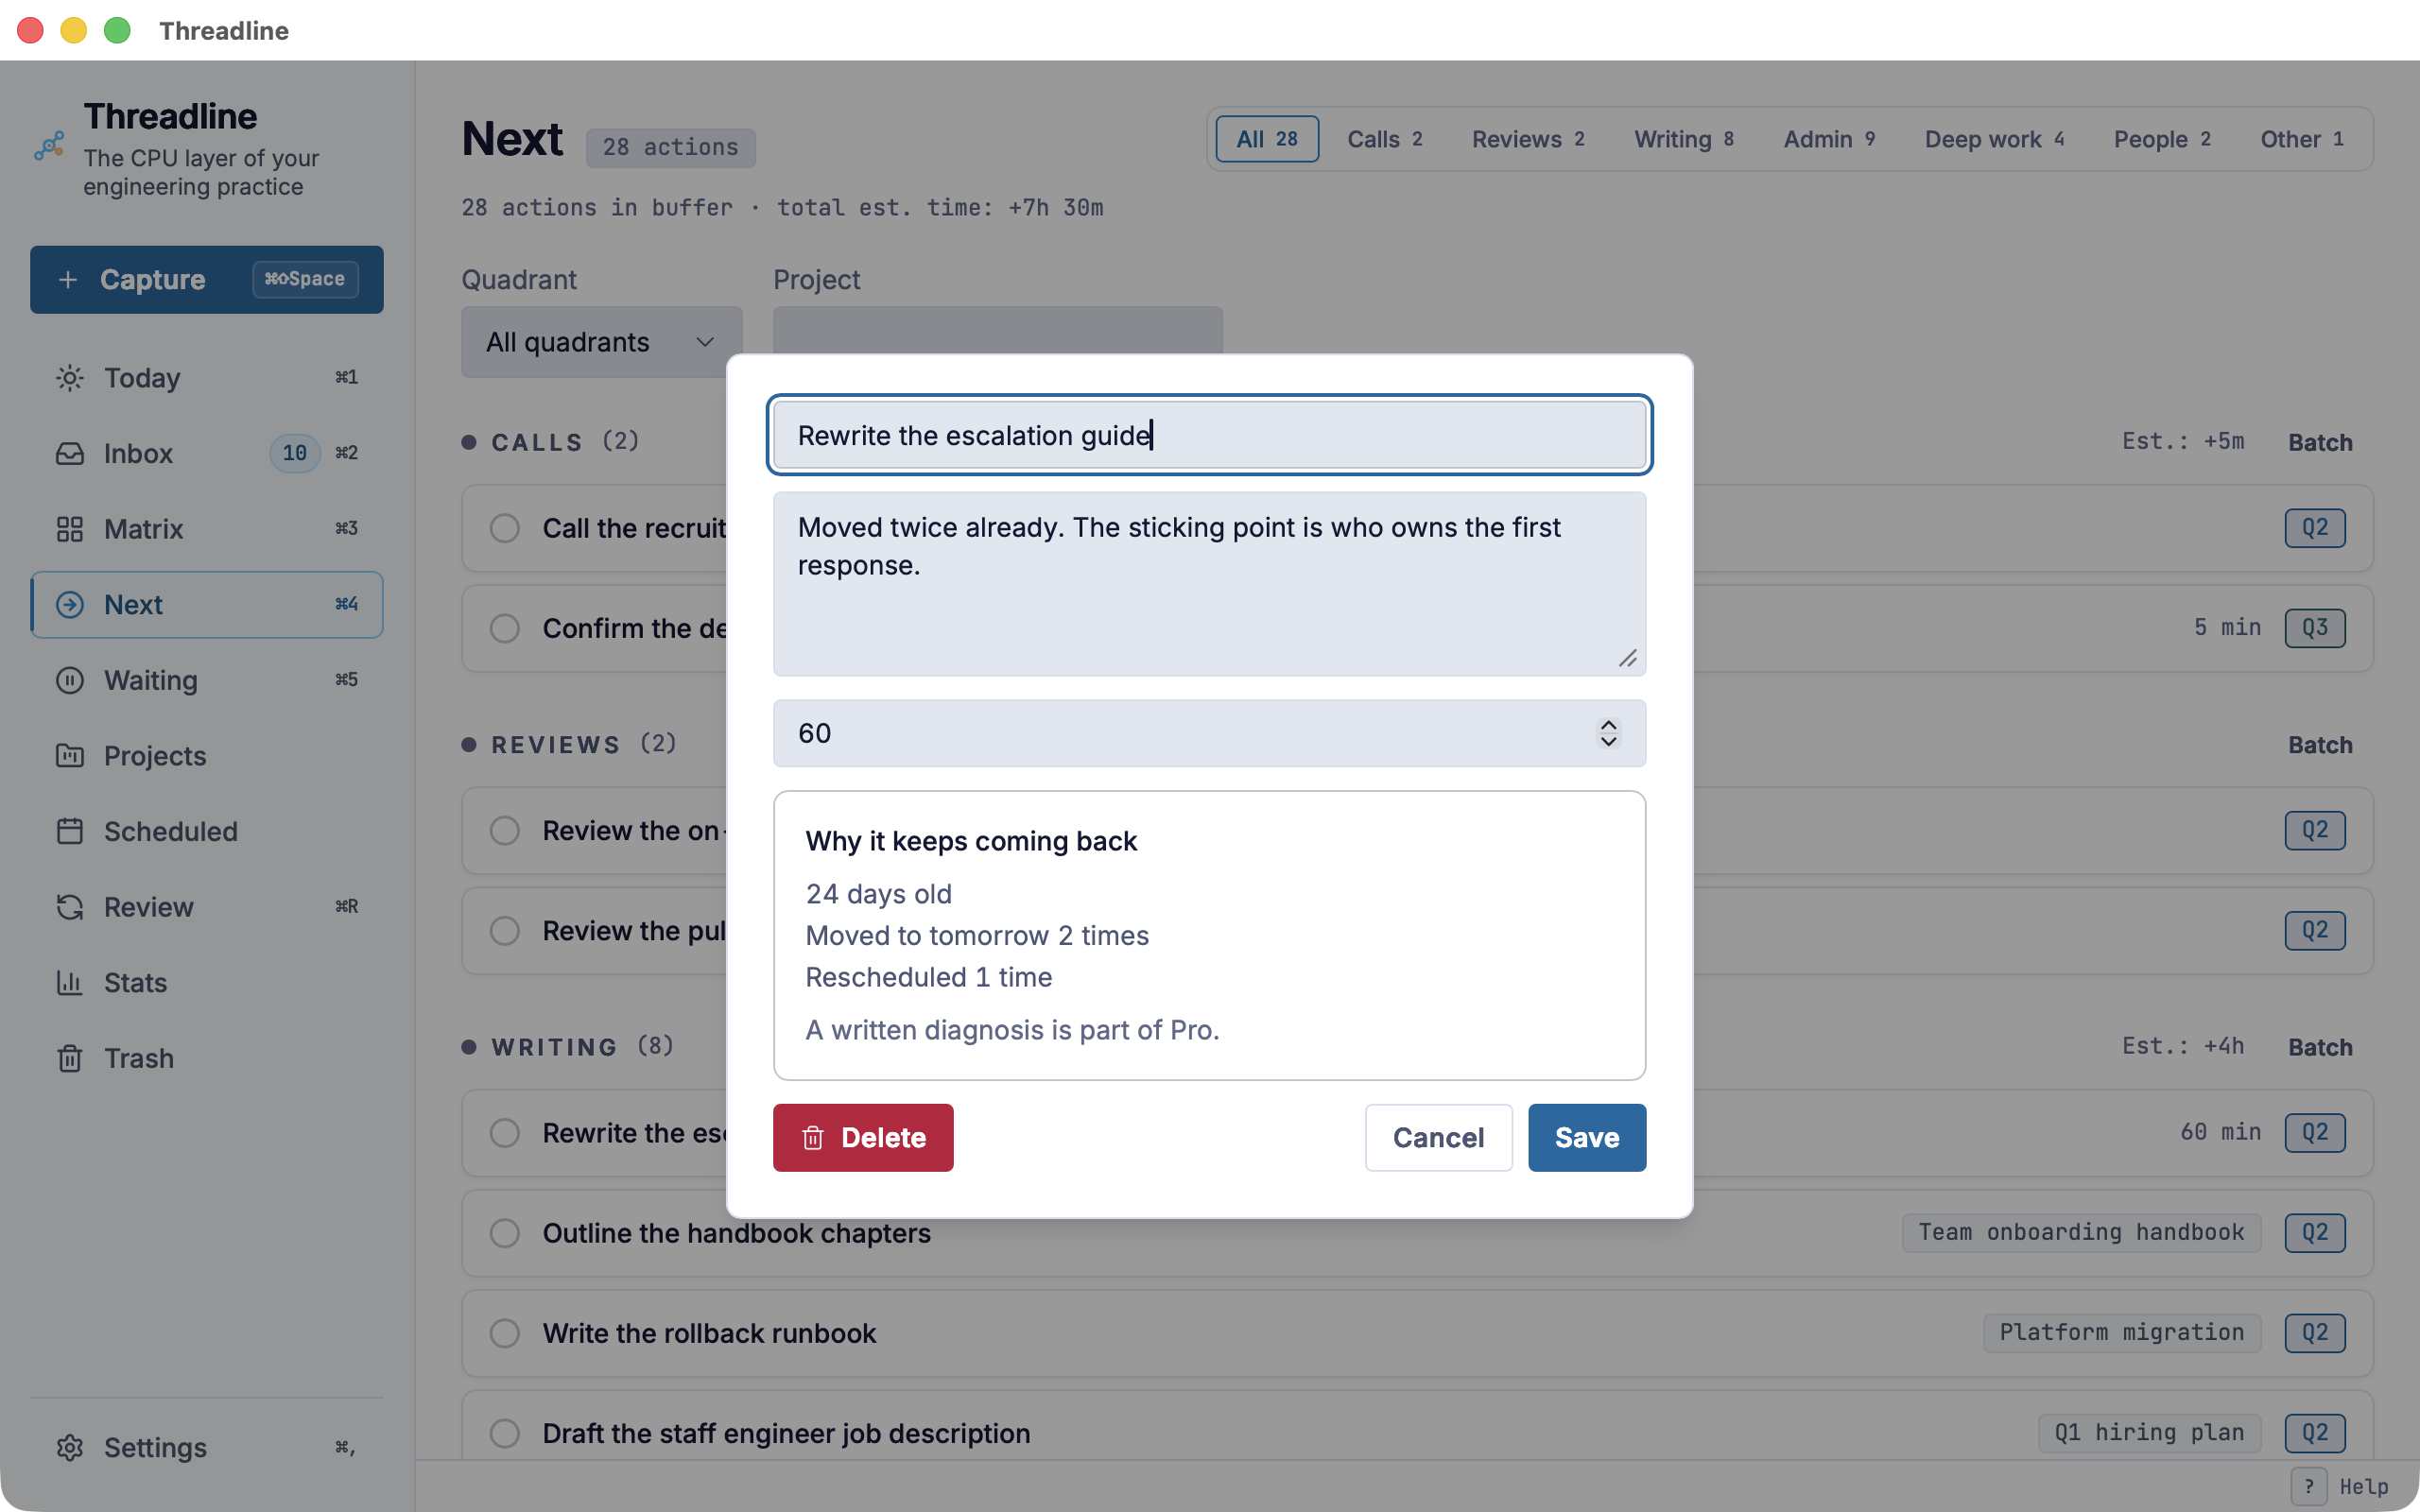 Threadline
Threadline
The CPU layer of your
engineering practice
Capture ⌘⇧Space
Today ⌘1
Inbox 10 ⌘2
Matrix ⌘3
Next ⌘4
Waiting ⌘5
Projects
Scheduled
Review ⌘R
Stats
Trash
Settings ⌘,
Next 28 actions
All 28 Calls 2 Reviews 2 Writing 8 Admin 9 Deep work 4 People 2 Other 1
28 actions in buffer · total est. time: +7h 30m
Quadrant Project
All quadrants
CALLS (2) Est.: +5m Batch
Call the recruit Q2
Confirm the de 5 min Q3
REVIEWS (2) Batch
Review the on- Q2
Review the pul Q2
WRITING (8) Est.: +4h Batch
Rewrite the esc 60 min Q2
Outline the handbook chapters Team onboarding handbook Q2
Write the rollback runbook Platform migration Q2
Draft the staff engineer job description Q1 hiring plan Q2
? Help
Rewrite the escalation guide
Moved twice already. The sticking point is who owns the first
response.
60
Why it keeps coming back
24 days old
Moved to tomorrow 2 times
Rescheduled 1 time
A written diagnosis is part of Pro.
Delete Cancel Save